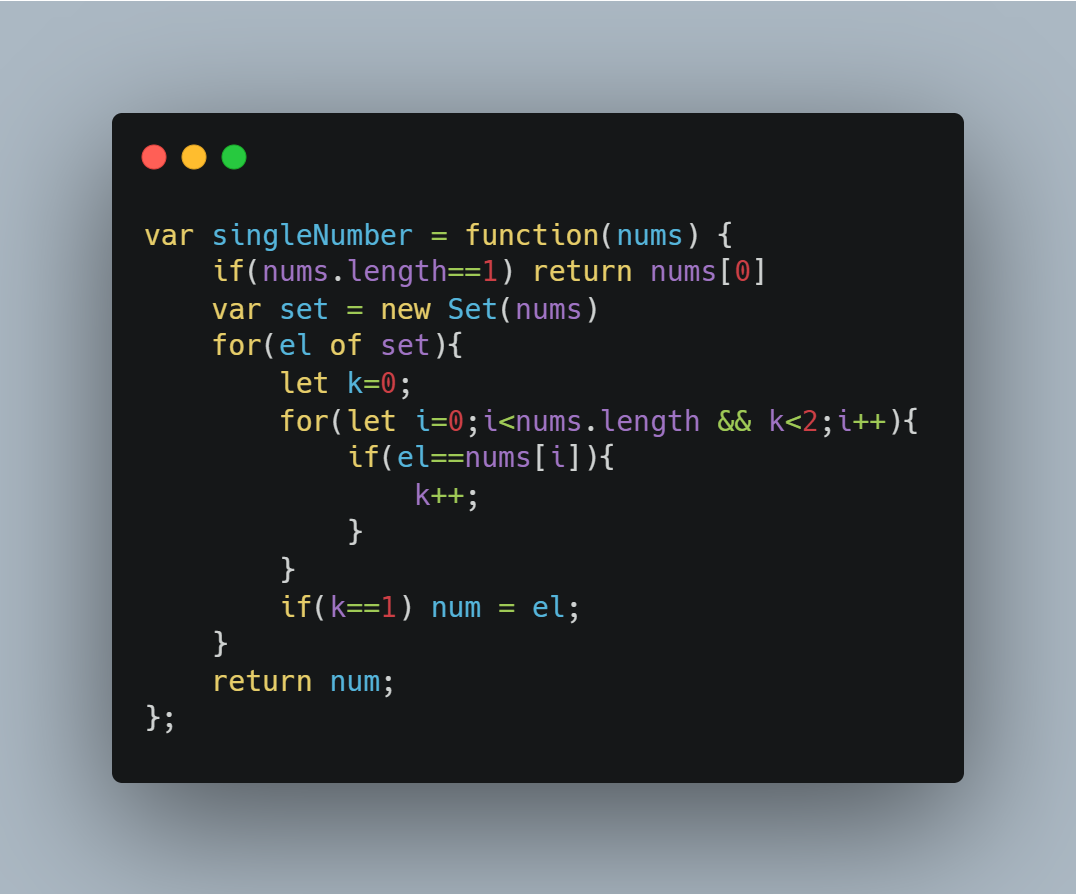 var singleNumber = function(nums) {
    if(nums.length==1) return nums[0]
    var set = new Set(nums)
    for(el of set){
        let k=0;
        for(let i=0;i<nums.length && k<2;i++){
            if(el==nums[i]){
                k++;
            }
        }
        if(k==1) num = el;
    }
    return num;
};